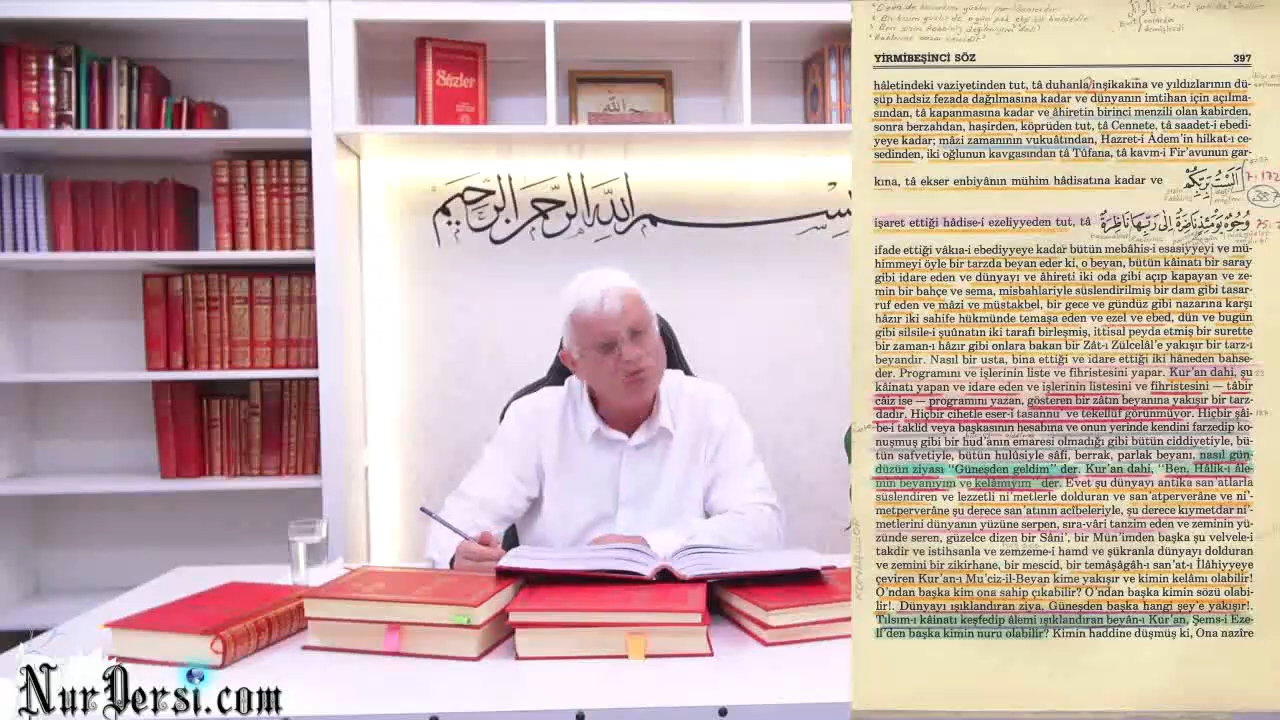 Sözler
بسم الله الرحمن الرحيم
NurDersi.com
YİRMİBEŞİNCİ SÖZ 397
hâletindeki vaziyetinden tut, tâ duhanla inşikakına ve yıldızlarının dü-
şüp hadsiz fezada dağılmasına kadar ve dünyanın imtihan için açılma-
sından, tâ kapanmasına kadar ve âhiretin birinci menzili olan kabirden,
sonra berzahdan, haşirden, köprüden tut, tâ Cennete, tâ saadet-i ebedi-
yeye kadar; mâzi zamanının vukuatından, Hazret-i Âdem'in hilkat-ı ce-
sedinden, iki oğlunun kavgasından tâ Tûfana, tâ kavm-i Fir'avunun gar-
kına, tâ ekser enbiyânın mühim hâdisatına kadar ve اَلَسْتُ بِرَبِّكُمْ
işaret ettiği hâdise-i ezeliyyeden tut, tâ وُجُوهٌ يَوْمَئِذٍ نَاضِرَةٌ اِلَى رَبِّهَا نَاظِرَةٌ
ifade ettiği vâkıa-i ebediyyeye kadar bütün mebâhis-i esasiyyeyi ve mü-
himmeyi öyle bir tarzda beyan eder ki, o beyan, bütün kâinatı bir saray
gibi idare eden ve dünyayı ve âhireti iki oda gibi açıp kapayan ve ze-
min bir bahçe ve sema, misbahlariyle süslendirilmiş bir dam gibi tasar-
ruf eden ve mâzi ve müstakbel, bir gece ve gündüz gibi nazarına karşı
hâzır iki sahife hükmünde temaşa eden ve ezel ve ebed, dün ve bugün
gibi silsile-i şuûnatın iki tarafı birleşmiş, ittisal peyda etmiş bir surette
bir zaman-ı hâzır gibi onlara bakan bir Zât-ı Zülcelâl'e yakışır bir tarz-ı
beyandır. Nasıl bir usta, bina ettiği ve idare ettiği iki hâneden bahse-
der. Programını ve işlerinin liste ve fihristesini yapar. Kur'an dahi, şu
kâinatı yapan ve idare eden ve işlerinin listesini ve fihristesini — tâbir
câiz ise — programını yazan, gösteren bir zâtın beyanına yakışır bir tarz-
dadır. Hiçbir cihetle eser-i tasannu' ve tekellüf görünmüyor. Hiçbir şâi-
be-i taklid veya başkasının hesabına ve onun yerinde kendini farzedip ko-
nuşmuş gibi bir hud'anın emaresi olmadığı gibi bütün ciddiyetiyle, bü-
tün safvetiyle, bütün hulûsiyle sâfi, berrak, parlak beyanı, nasıl gün-
düzün ziyası "Güneşden geldim" der. Kur'an dahi, "Ben, Hâlik-ı âle-
min beyanıyım ve kelâmıyım" der. Evet şu dünyayı antika san'atlarla
süslendiren ve lezzetli ni'metlerle dolduran ve san'atperverâne ve ni'-
metperverâne şu derece san'atının acîbeleriyle, şu derece kıymetdar ni'-
metlerini dünyanın yüzüne serpen, sıra-vâri tanzim eden ve zeminin yü-
zünde seren, güzelce dizen bir Sâni', bir Mün'imden başka şu velvele-i
takdir ve istihsanla ve zemzeme-i hamd ve şükranla dünyayı dolduran
ve zemini bir zikirhane, bir mescid, bir temâşâgâh-ı san'at-ı İlâhiyyeye
çeviren Kur'an-ı Mu'ciz-il-Beyan kime yakışır ve kimin kelâmı olabilir!
O'ndan başka kim ona sahip çıkabilir? O'ndan başka kimin sözü olabi-
lir!. Dünyayı ışıklandıran ziya, Güneşden başka hangi şey'e yakışır!.
Tılsım-ı kâinatı keşfedip âlemi ışıklandıran beyân-ı Kur'an, Şems-i Eze-
lî'den başka kimin nuru olabilir? Kimin haddine düşmüş ki, Ona nazîre